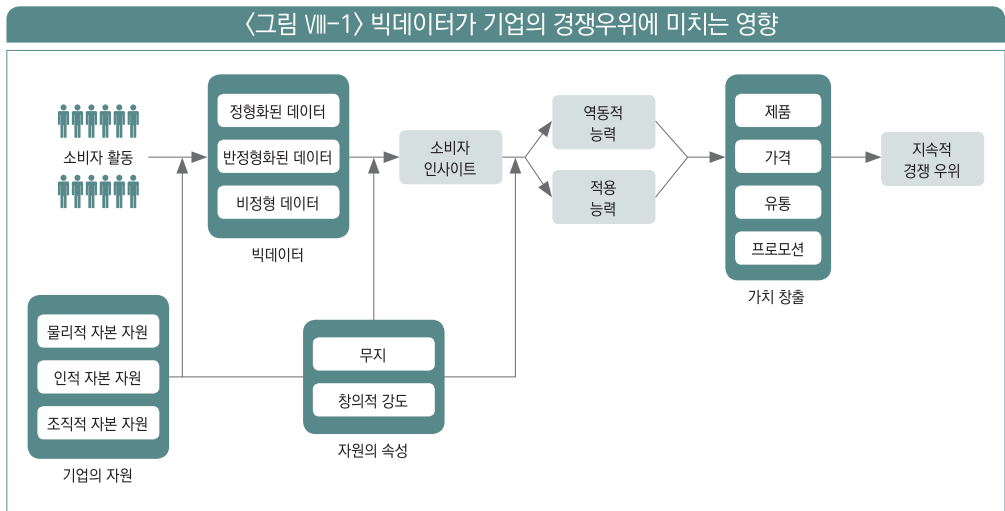 〈그림 Ⅷ-1〉 빅데이터가 기업의 경쟁우위에 미치는 영향
소비자 활동
정형화된 데이터
반정형화된 데이터
비정형 데이터
빅데이터
소비자
인사이트
역동적
능력
적용
능력
제품
가격
유통
프로모션
가치 창출
지속적
경쟁 우위
물리적 자본 자원
인적 자본 자원
조직적 자본 자원
기업의 자원
무지
창의적 강도
자원의 속성